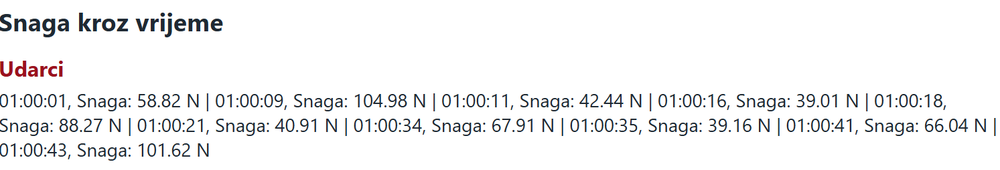 Snaga kroz vrijeme
Udarci
01:00:01, Snaga: 58.82 N | 01:00:09, Snaga: 104.98 N | 01:00:11, Snaga: 42.44 N | 01:00:16, Snaga: 39.01 N | 01:00:18,
Snaga: 88.27 N | 01:00:21, Snaga: 40.91 N | 01:00:34, Snaga: 67.91 N | 01:00:35, Snaga: 39.16 N | 01:00:41, Snaga: 66.04 N |
01:00:43, Snaga: 101.62 N